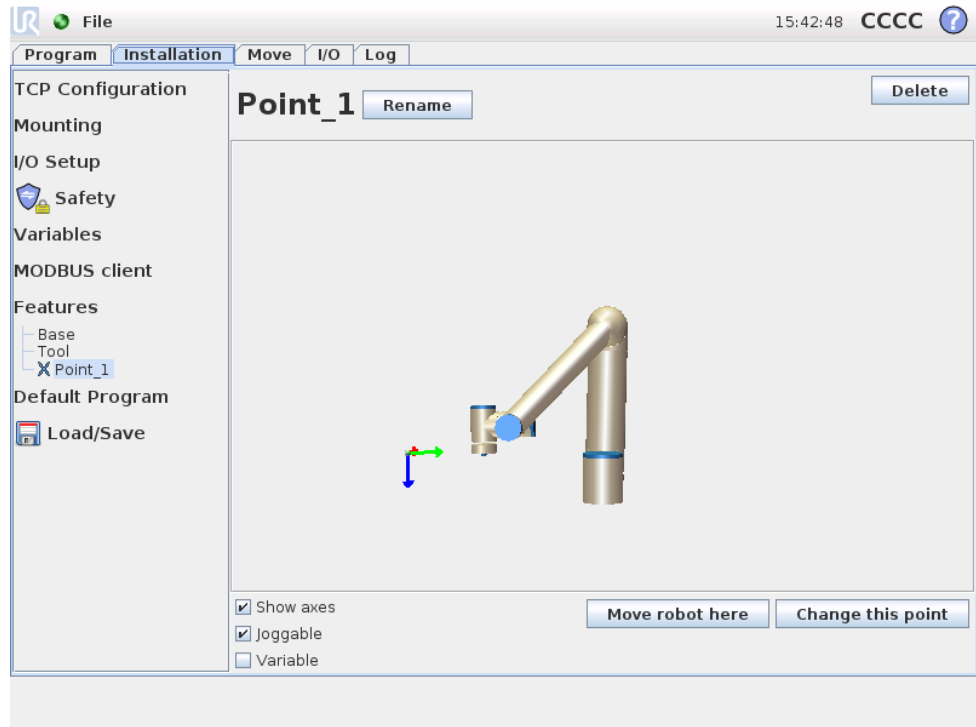 UR File 15:42:48 CCCC ?
Program Installation Move I/O Log
TCP Configuration
Mounting
I/O Setup
Safety
Variables
MODBUS client
Features
Base
Tool
Point_1
Default Program
Load/Save
Point_1 Rename Delete
Show axes
Joggable
Variable
Move robot here Change this point